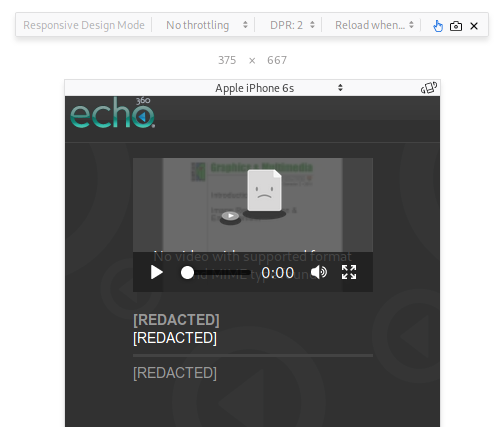 Responsive Design Mode No throttling DPR: 2 Reload when...
375 × 667
Apple iPhone 6s
echo360
Graphics & Multimedia
No video with supported format
and MIME type found.
0:00
[REDACTED]
[REDACTED]
[REDACTED]